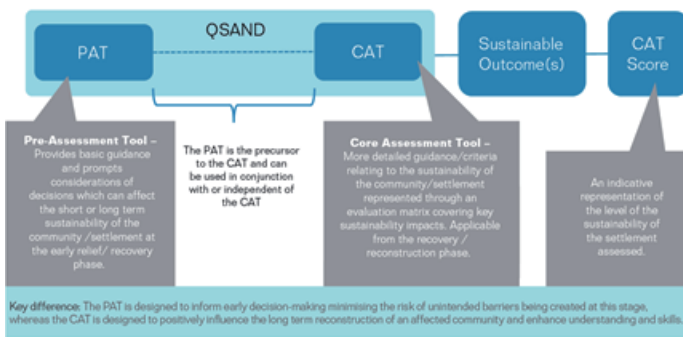 QSAND
PAT
CAT
Sustainable
Outcome(s)
CAT
Score
Pre-Assessment Tool –
Provides basic guidance
and prompts
considerations of
decisions which can affect
the short or long term
sustainability of the
community /settlement at
the early relief/ recovery
phase.
The PAT is the precursor
to the CAT and can
be used in conjunction
with or independent of
the CAT
Core Assessment Tool –
More detailed guidance/criteria
relating to the sustainability of
the community/settlement
represented through an
evaluation matrix covering key
sustainability impacts. Applicable
from the recovery /
reconstruction phase.
An indicative
representation of
the level of the
sustainability of
the settlement
assessed.
Key difference: The PAT is designed to inform early decision-making minimising the risk of unintended barriers being created at this stage,
whereas the CAT is designed to positively influence the long term reconstruction of an affected community and enhance understanding and skills.